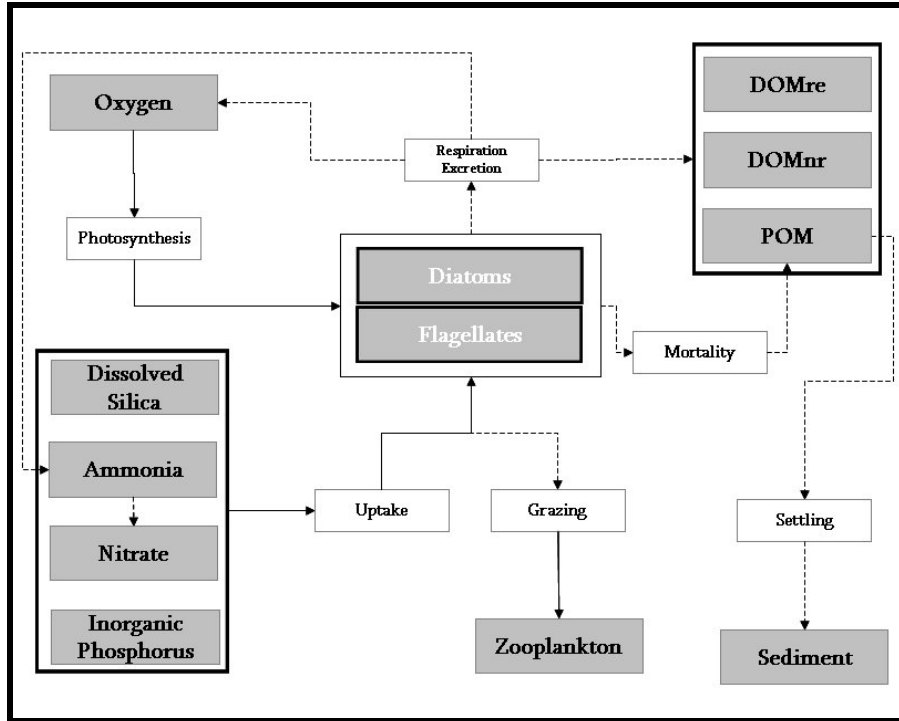 Oxygen
DOMre
Respiration
Excretion
DOMnr
Photosynthesis
POM
Diatoms
Flagellates
Mortality
Dissolved
Silica
Ammonia
Uptake
Grazing
Settling
Nitrate
Inorganic
Phosphorus
Zooplankton
Sediment